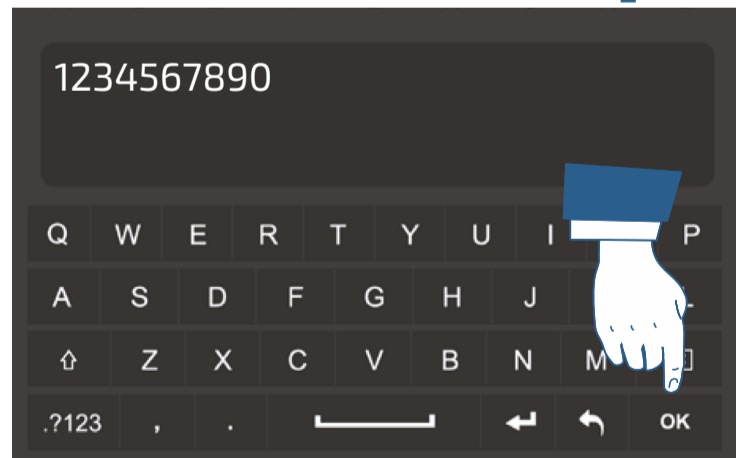 1234567890
Q W E R T Y U I P
A S D F G H J L
Z X C V B N M
.?123 , . OK